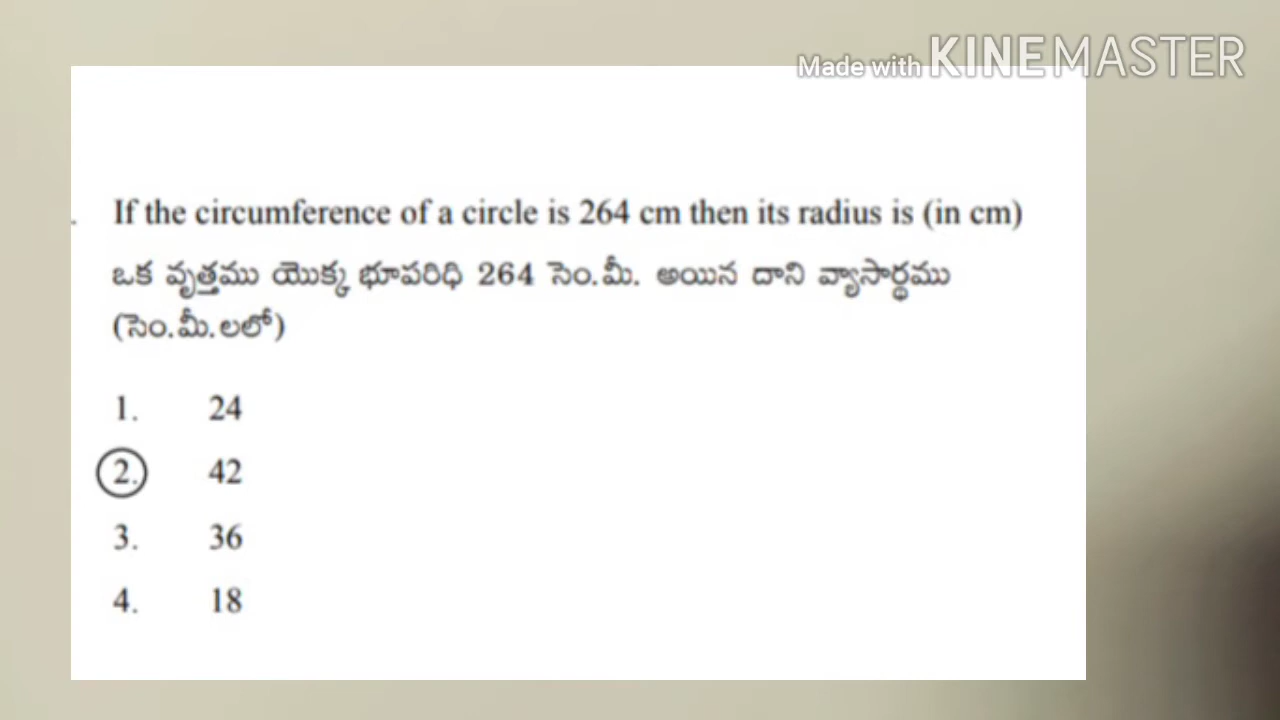 Made with KINEMASTER
. If the circumference of a circle is 264 cm then its radius is (in cm)
ఒక వృత్తము యొక్క భూపరిధి 264 సెం.మీ. అయిన దాని వ్యాసార్థము
(సెం.మీ.లలో)
1. 24
2. 42
3. 36
4. 18